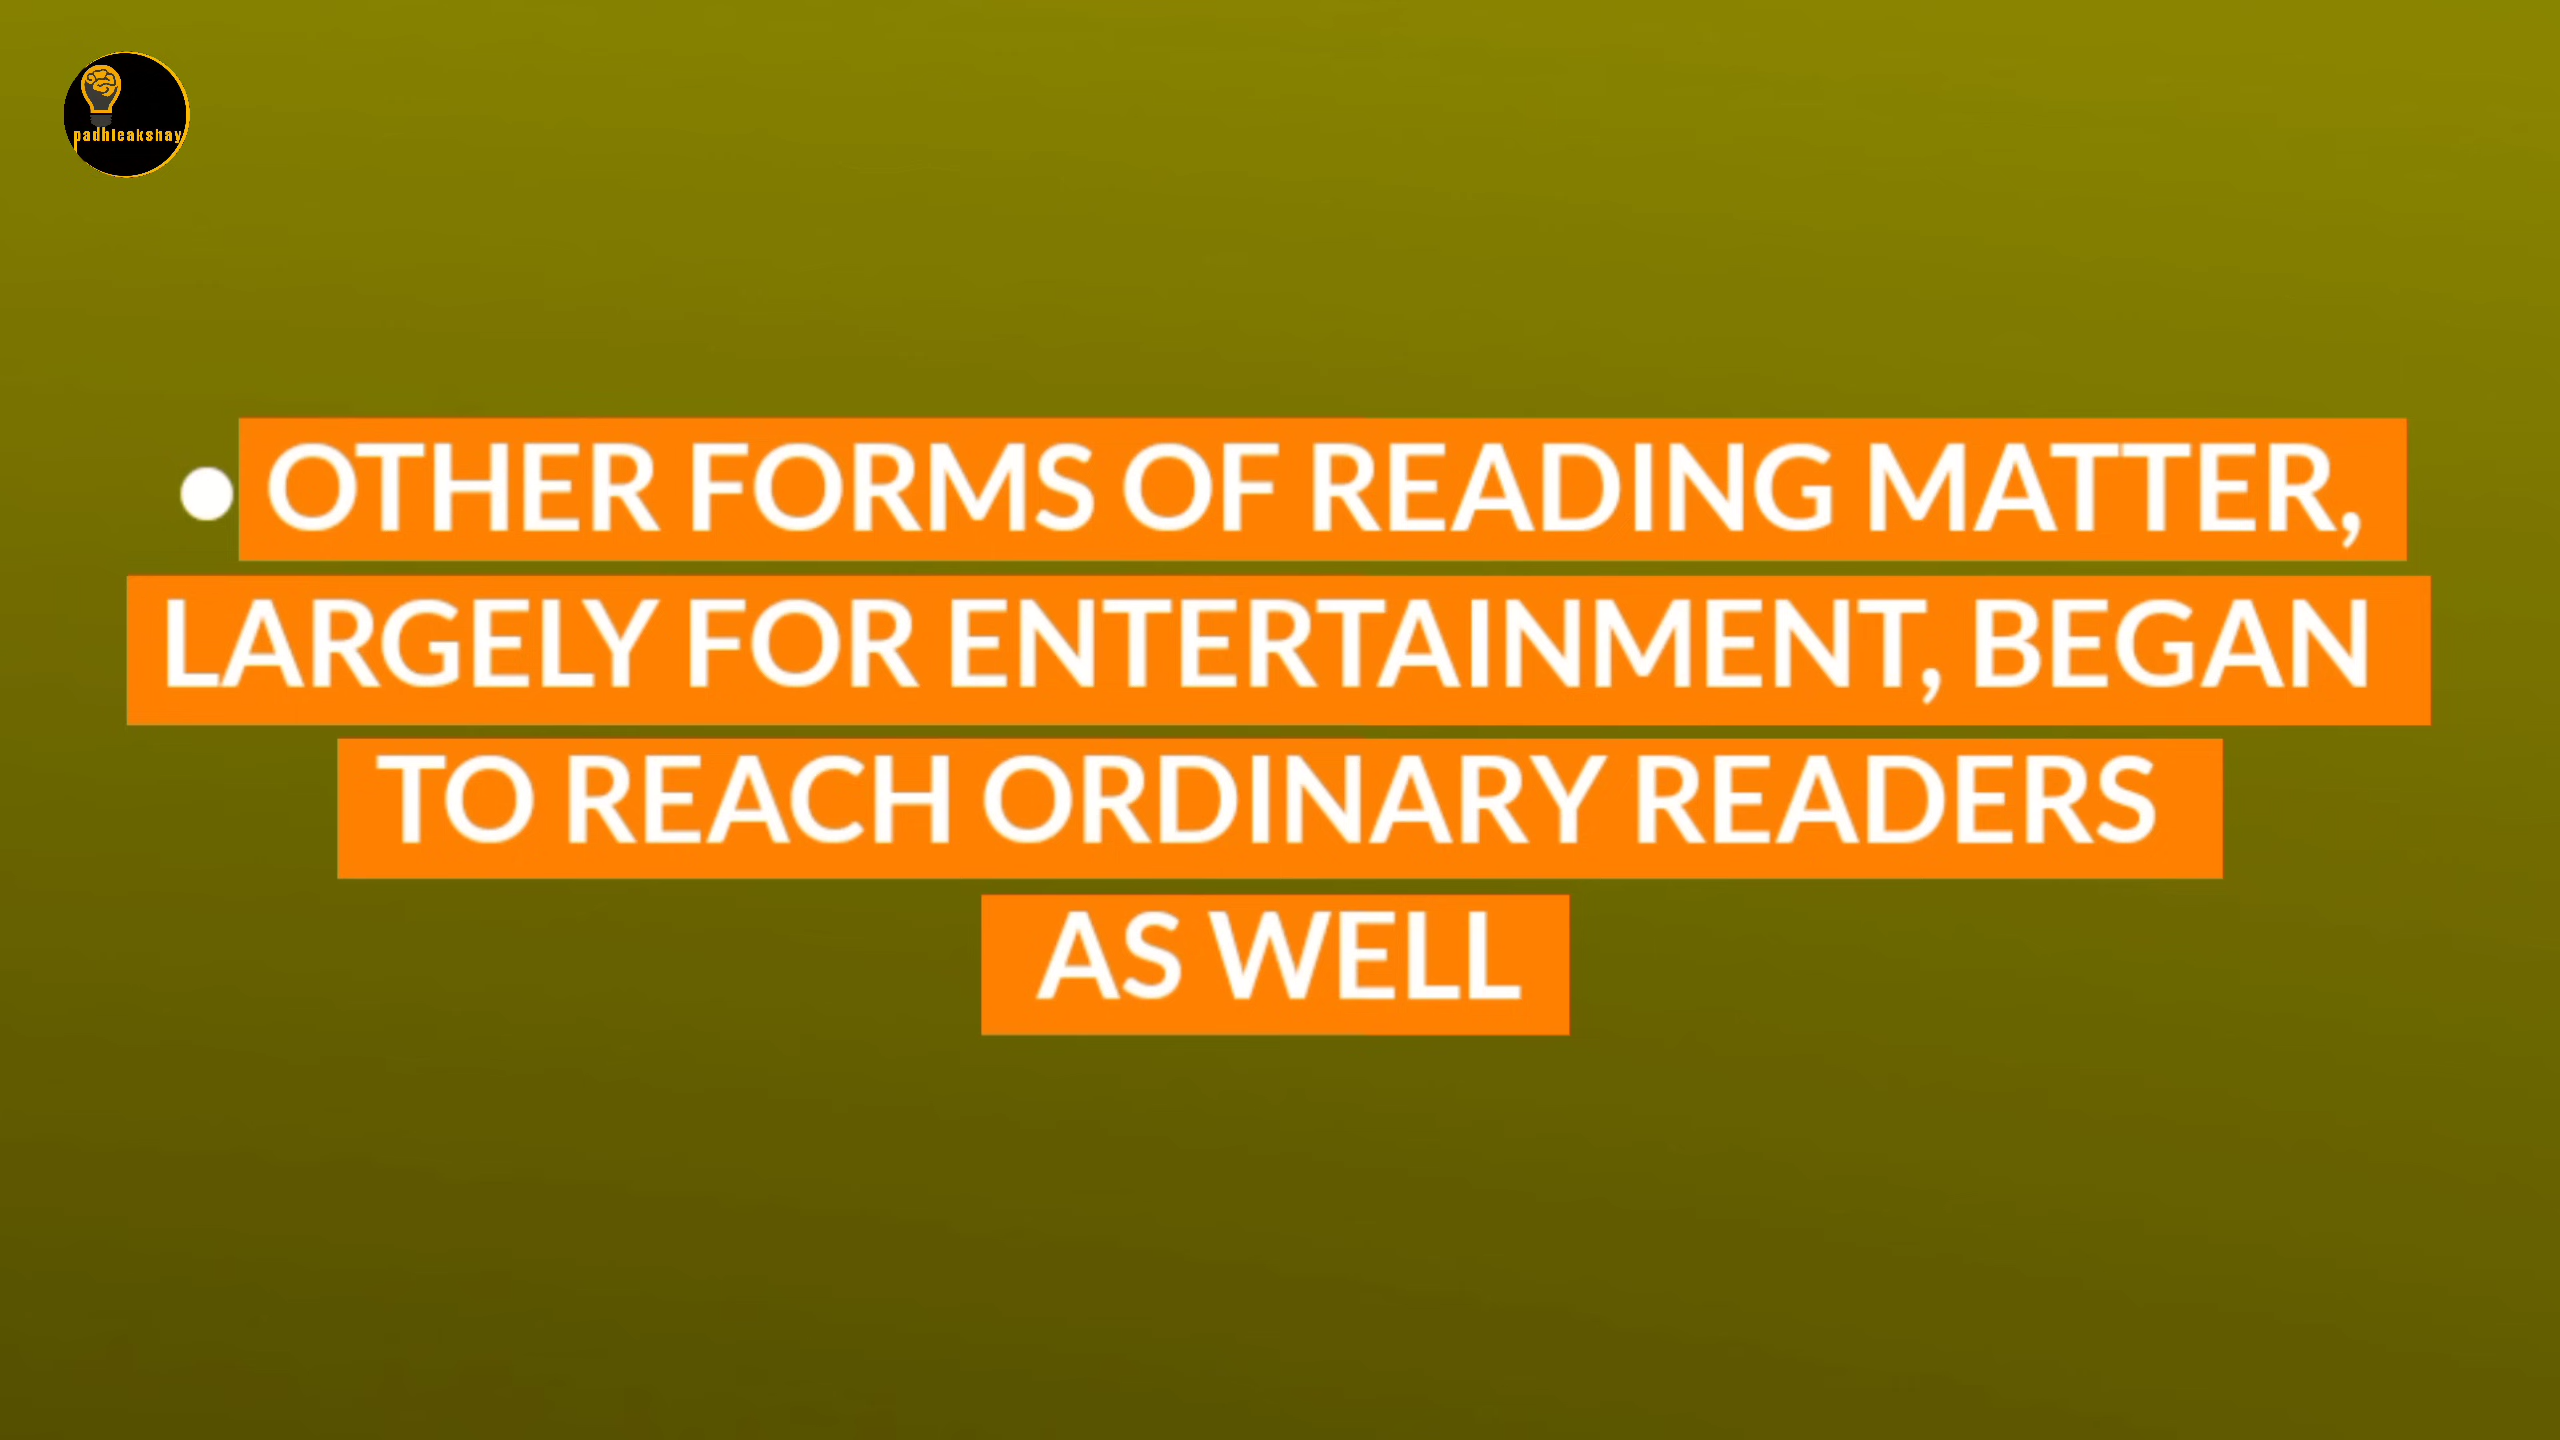 padhleakshay
• OTHER FORMS OF READING MATTER,
LARGELY FOR ENTERTAINMENT, BEGAN
TO REACH ORDINARY READERS
AS WELL